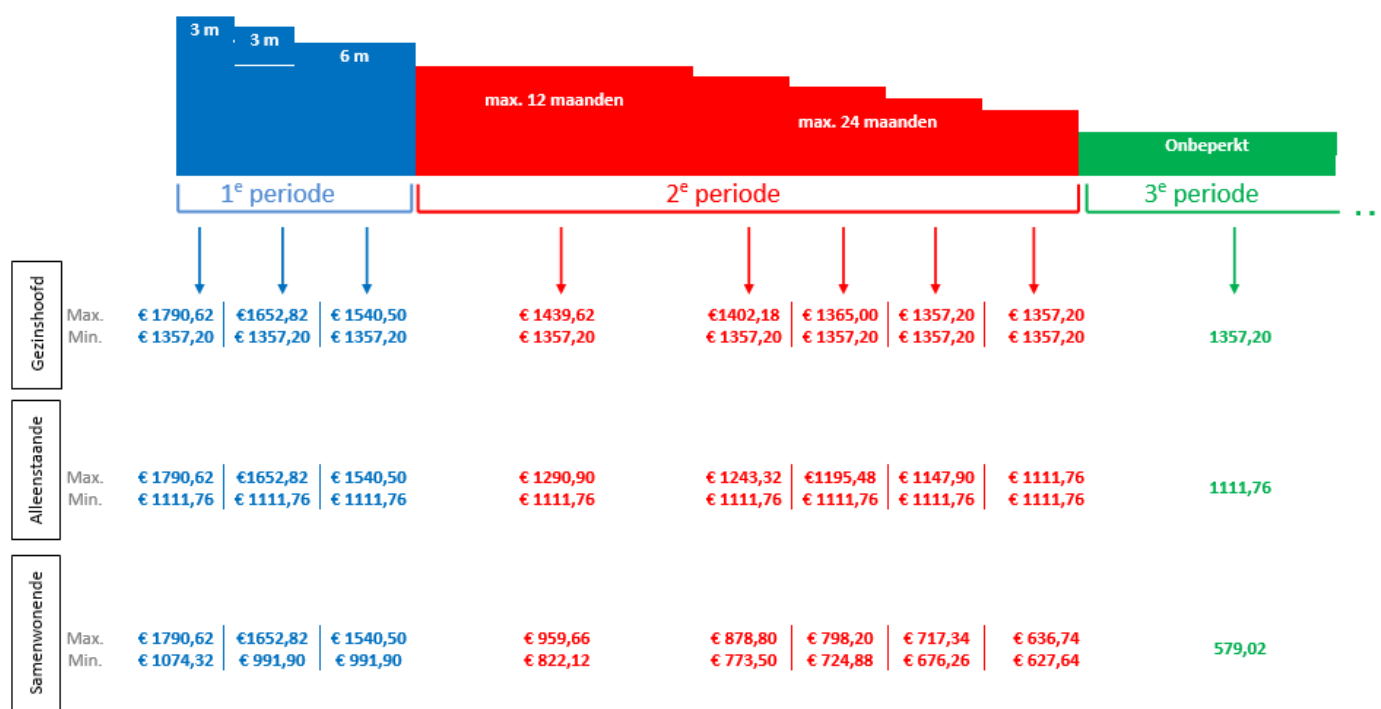 3 m
3 m
6 m
max. 12 maanden
max. 24 maanden
Onbeperkt
1e periode
2e periode
3e periode
..
Gezinshoofd
Max. € 1790,62 €1652,82 € 1540,50 € 1439,62 €1402,18 € 1365,00 € 1357,20 € 1357,20
Min. € 1357,20 € 1357,20 € 1357,20 € 1357,20 € 1357,20 € 1357,20 € 1357,20 € 1357,20
1357,20
Alleenstaande
Max. € 1790,62 €1652,82 € 1540,50 € 1290,90 € 1243,32 €1195,48 € 1147,90 € 1111,76
Min. € 1111,76 € 1111,76 € 1111,76 € 1111,76 € 1111,76 € 1111,76 € 1111,76 € 1111,76
1111,76
Samenwonende
Max. € 1790,62 €1652,82 € 1540,50 € 959,66 € 878,80 € 798,20 € 717,34 € 636,74
Min. € 1074,32 € 991,90 € 991,90 € 822,12 € 773,50 € 724,88 € 676,26 € 627,64
579,02